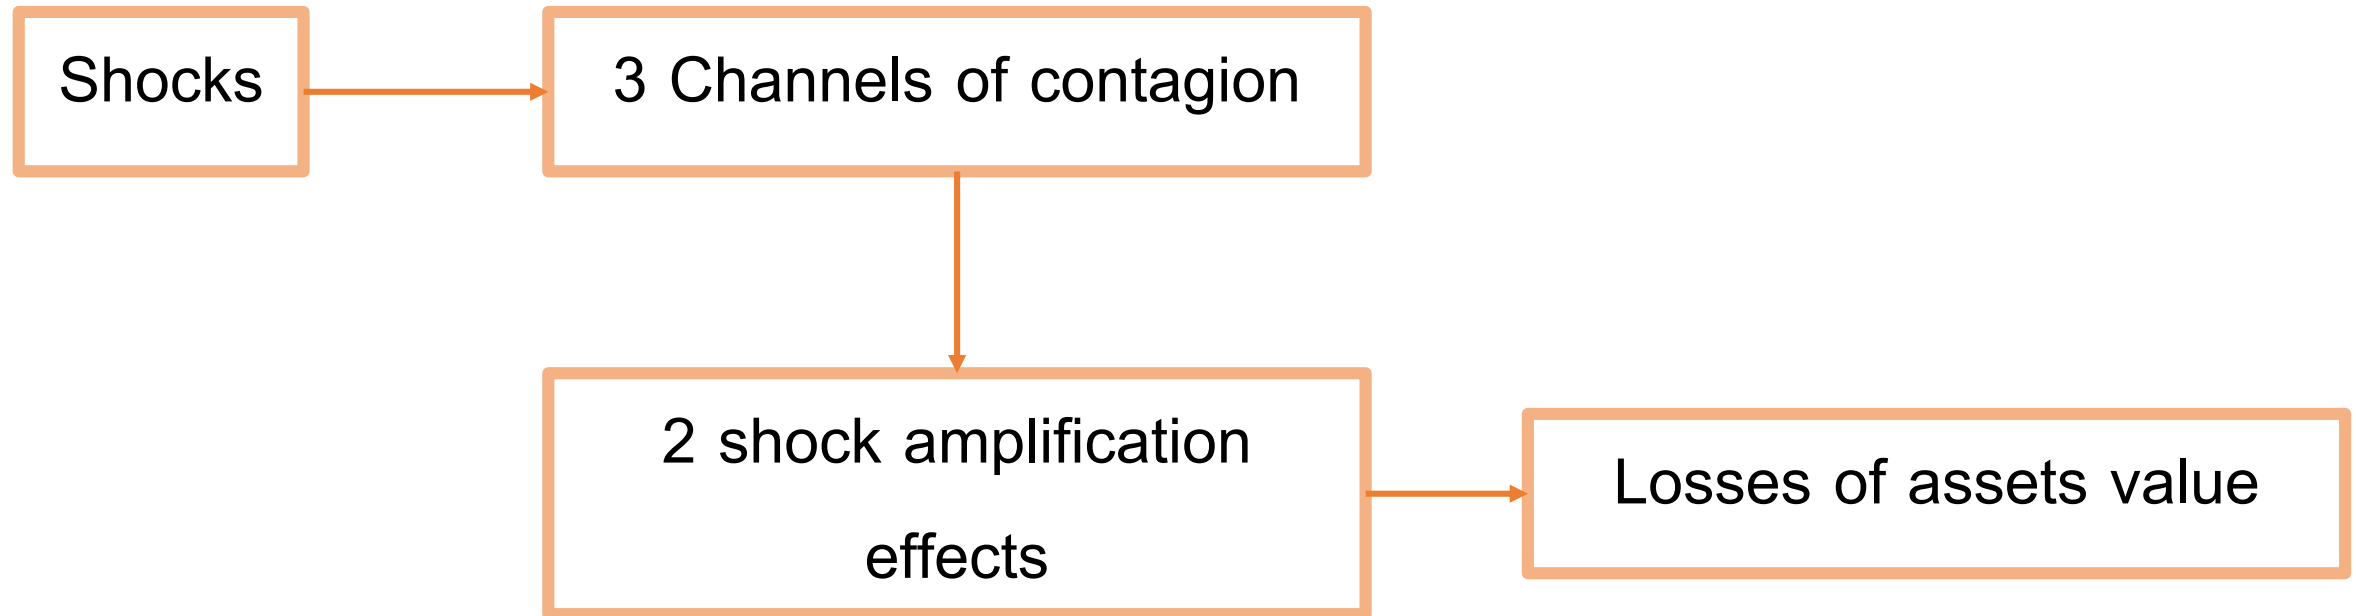 Shocks
3 Channels of contagion
2 shock amplification
effects
Losses of assets value